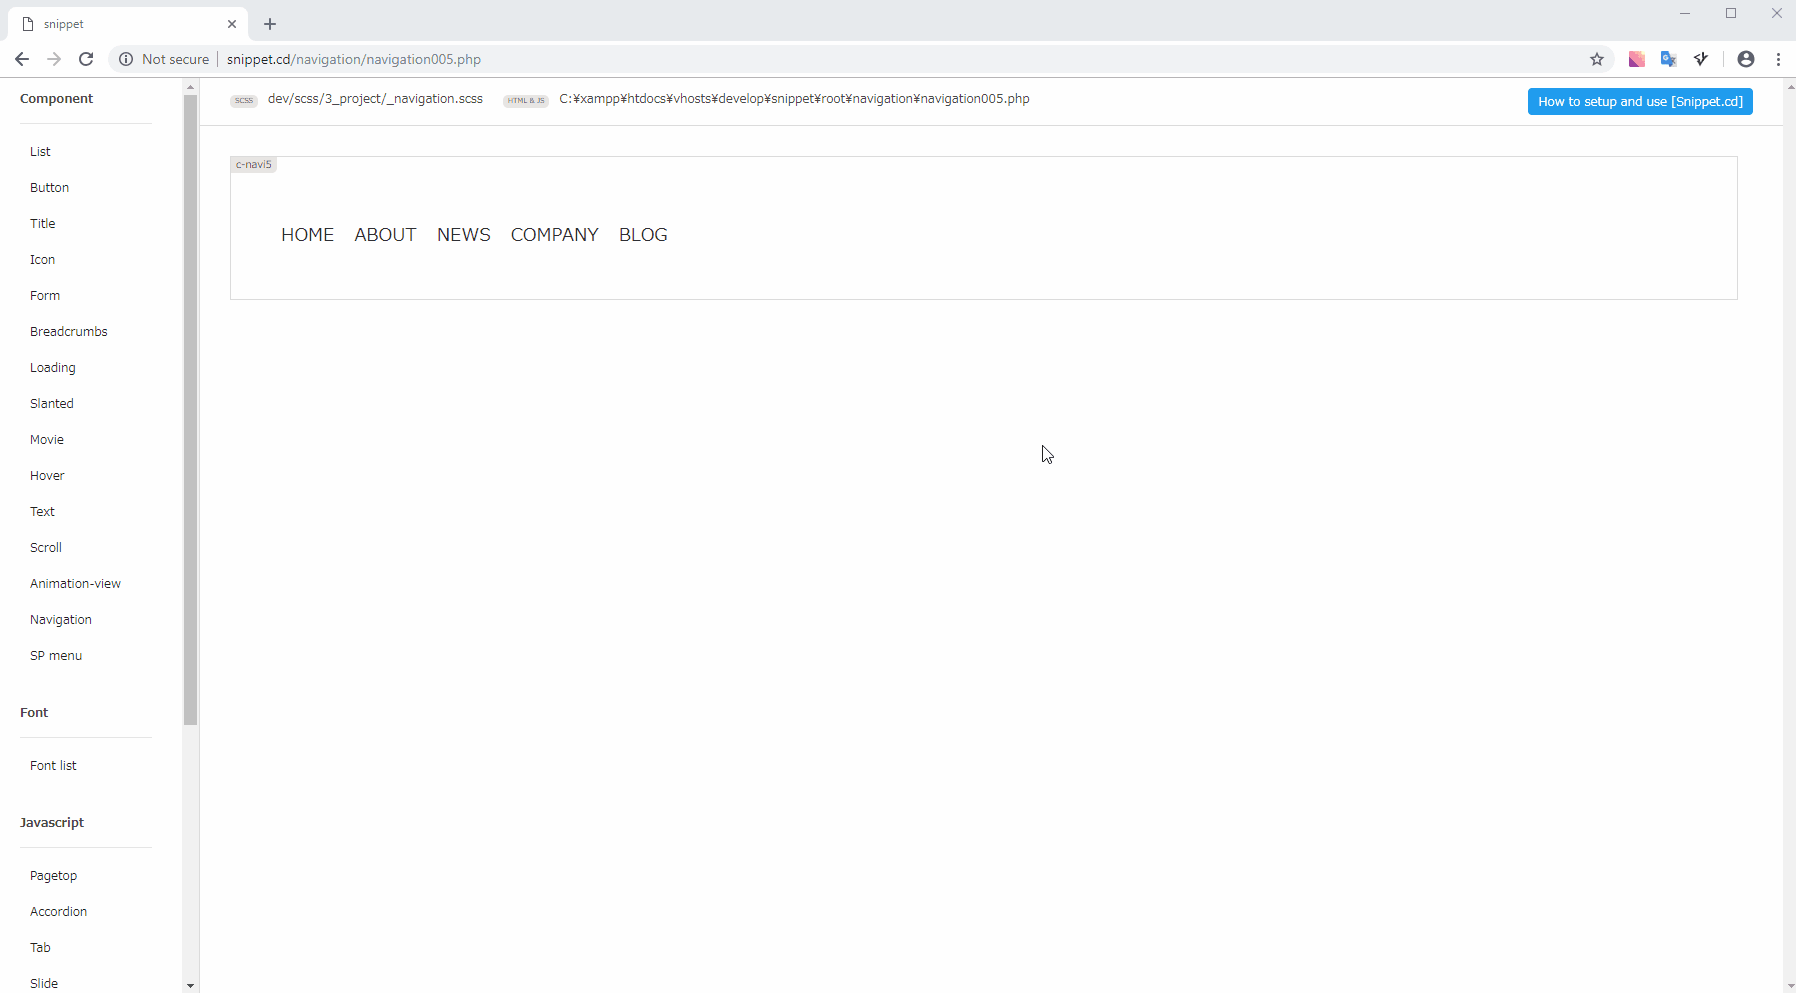 snippet
Not secure snippet.cd/navigation/navigation005.php
Component
List
Button
Title
Icon
Form
Breadcrumbs
Loading
Slanted
Movie
Hover
Text
Scroll
Animation-view
Navigation
SP menu
Font
Font list
Javascript
Pagetop
Accordion
Tab
Slide
SCSS dev/scss/3_project/_navigation.scss HTML & JS C:¥xampp¥htdocs¥vhosts¥develop¥snippet¥root¥navigation¥navigation005.php
How to setup and use [Snippet.cd]
c-navi5
HOME ABOUT NEWS COMPANY BLOG